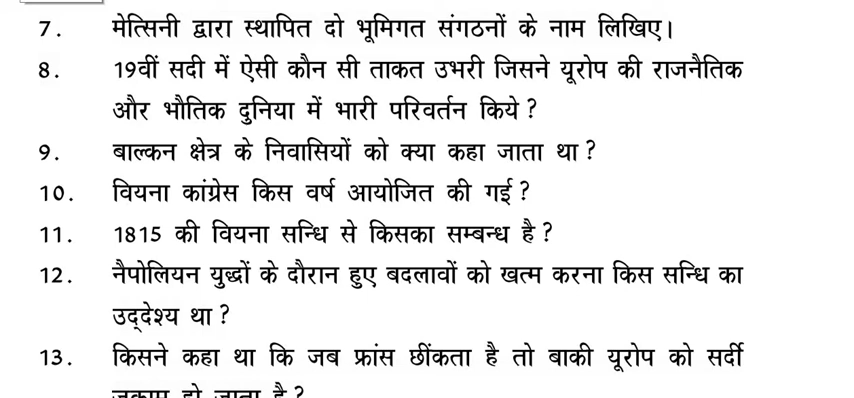 7. मेत्सिनी द्वारा स्थापित दो भूमिगत संगठनों के नाम लिखिए।
8. 19वीं सदी में ऐसी कौन सी ताकत उभरी जिसने यूरोप की राजनैतिक
और भौतिक दुनिया में भारी परिवर्तन किये?
9. बाल्कन क्षेत्र के निवासियों को क्या कहा जाता था?
10. वियना कांग्रेस किस वर्ष आयोजित की गई?
11. 1815 की वियना सन्धि से किसका सम्बन्ध है?
12. नैपोलियन युद्धों के दौरान हुए बदलावों को खत्म करना किस सन्धि का
उद्देश्य था?
13. किसने कहा था कि जब फ्रांस छींकता है तो बाकी यूरोप को सर्दी
जुकाम हो जाता है?